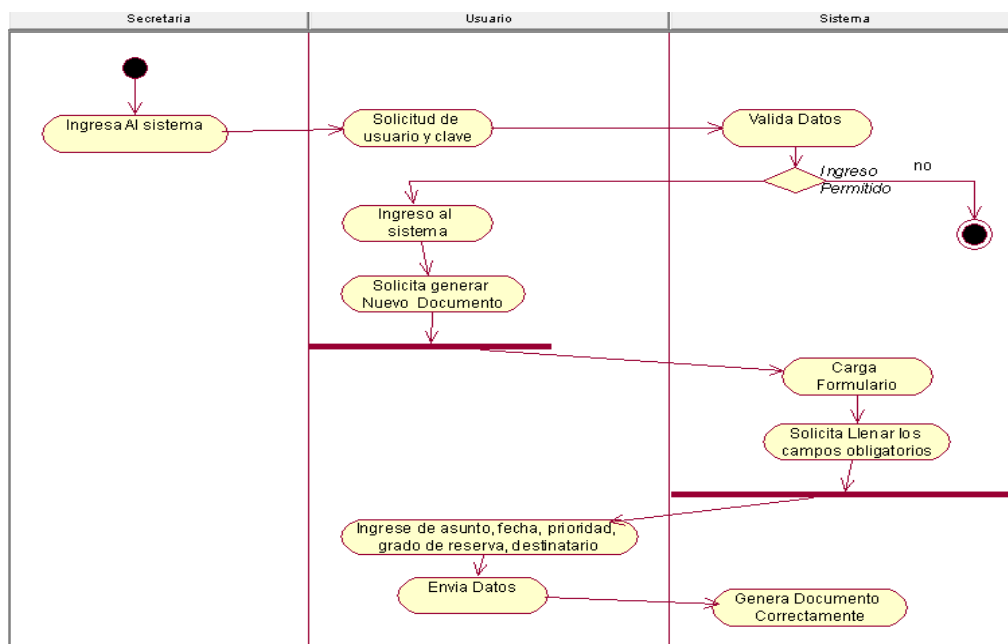 Secretaria
Usuario
Sistema
Ingresa Al sistema
Solicitud de
usuario y clave
Valida Datos
Ingreso
Permitido
no
Ingreso al
sistema
Solicita generar
Nuevo Documento
Carga
Formulario
Solicita Llenar los
campos obligatorios
Ingrese de asunto, fecha, prioridad,
grado de reserva, destinatario
Envia Datos
Genera Documento
Correctamente